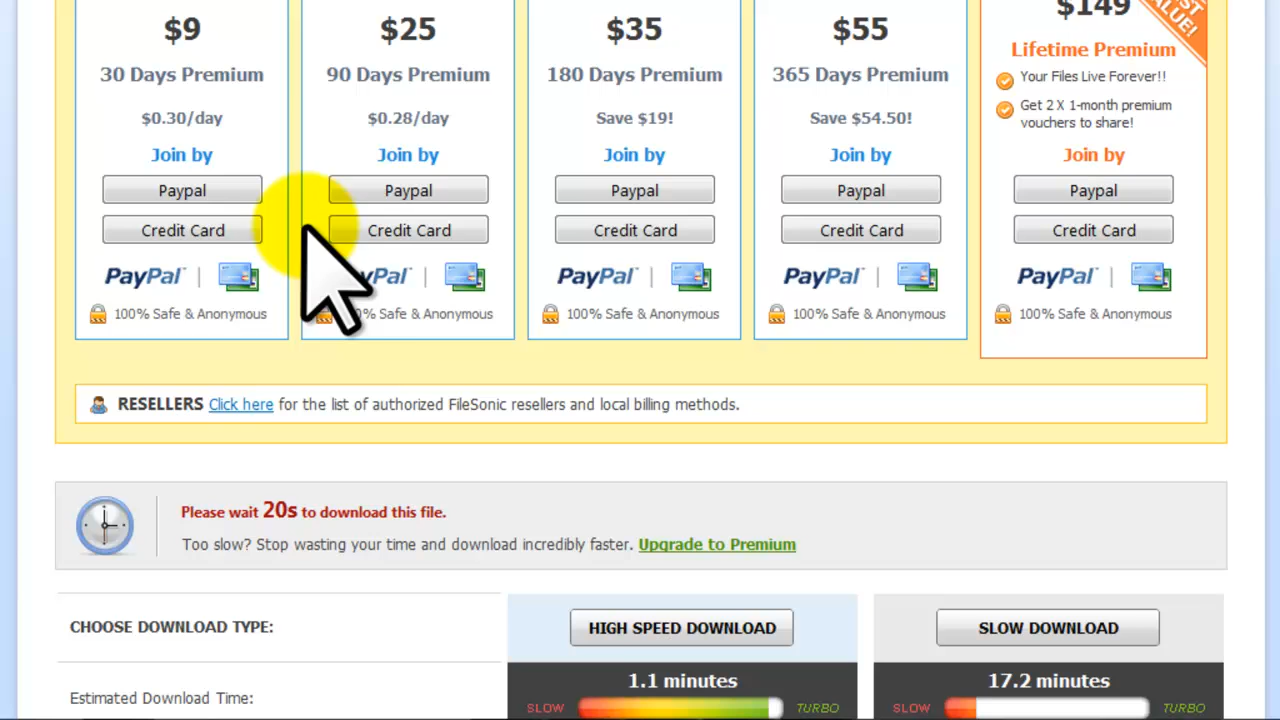 $9
$25
$35
$55
$149
30 Days Premium
90 Days Premium
180 Days Premium
365 Days Premium
Lifetime Premium
$0.30/day
$0.28/day
Save $19!
Save $54.50!
Your Files Live Forever!!
Get 2 X 1-month premium
vouchers to share!
Join by
Join by
Join by
Join by
Join by
Paypal
Paypal
Paypal
Paypal
Paypal
Credit Card
Credit Card
Credit Card
Credit Card
Credit Card
PayPal
PayPal
PayPal
PayPal
100% Safe & Anonymous
Safe & Anonymous
100% Safe & Anonymous
100% Safe & Anonymous
100% Safe & Anonymous
RESELLERS Click here for the list of authorized FileSonic resellers and local billing methods.
Please wait 20s to download this file.
Too slow? Stop wasting your time and download incredibly faster. Upgrade to Premium
CHOOSE DOWNLOAD TYPE:
HIGH SPEED DOWNLOAD
SLOW DOWNLOAD
1.1 minutes
17.2 minutes
Estimated Download Time:
SLOW
TURBO
SLOW
TURBO